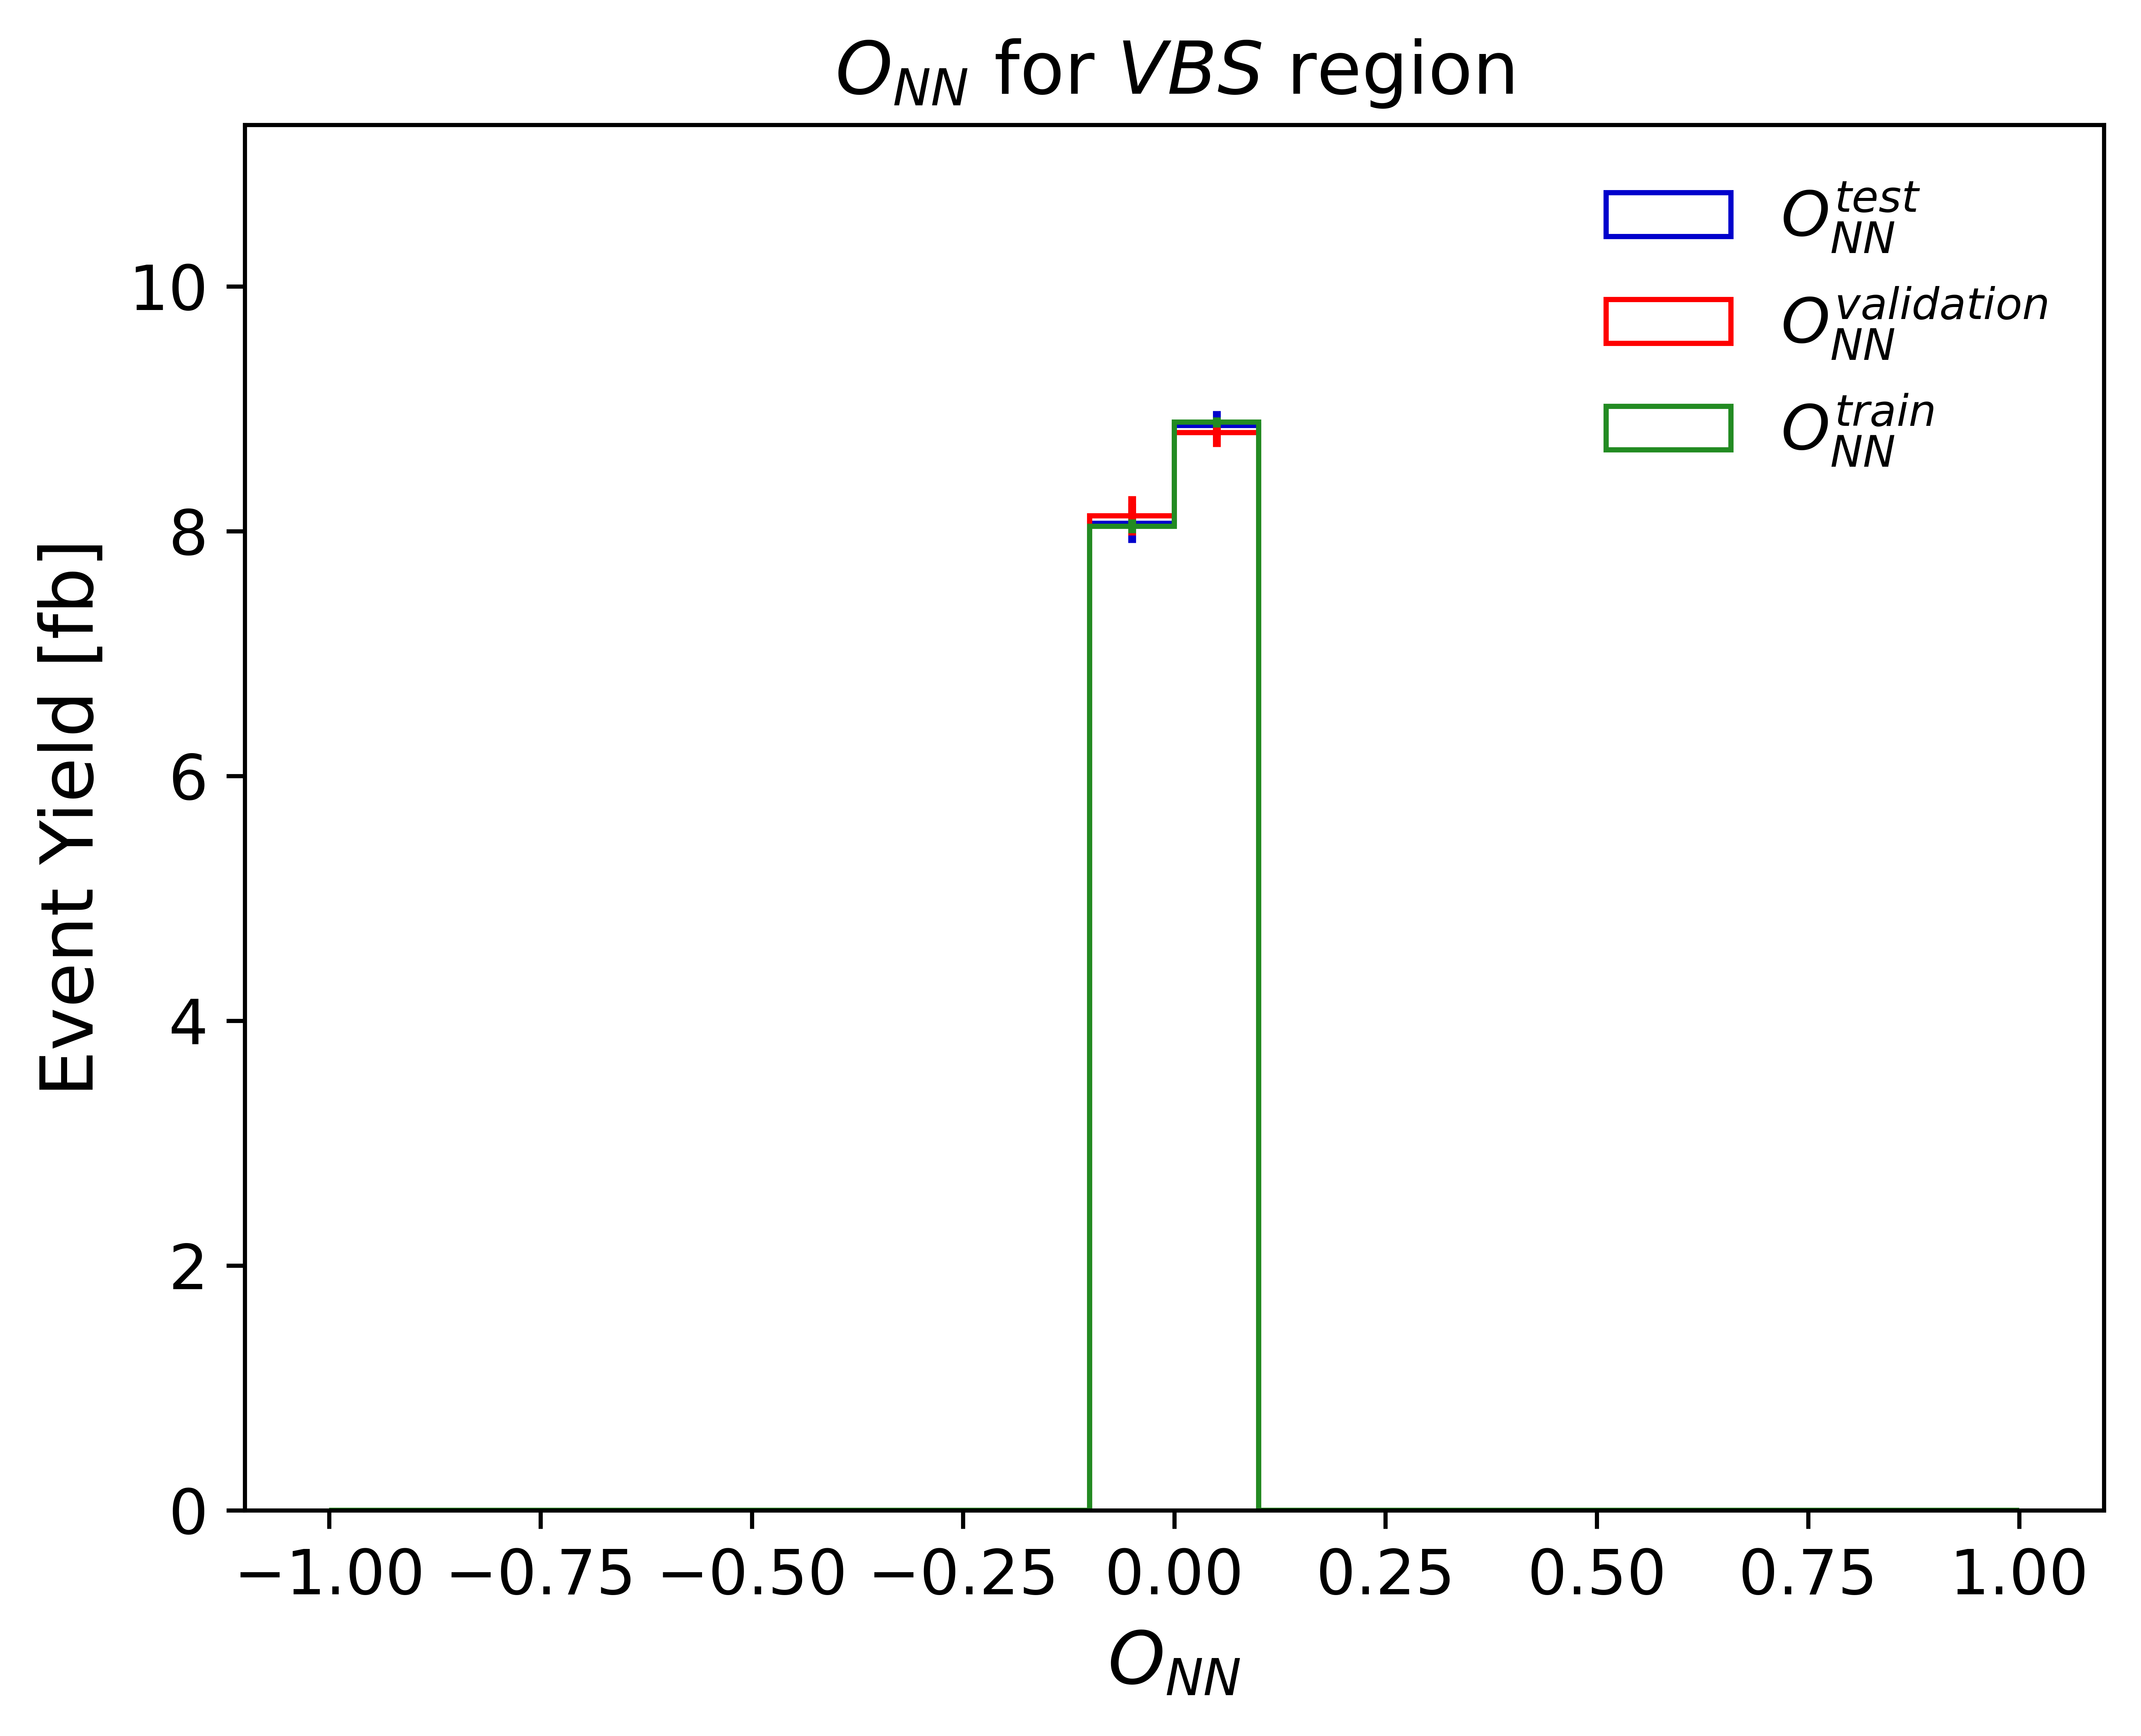 O_NN for VBS region
O_NN^test
O_NN^validation
O_NN^train
Event Yield [fb]
10
8
6
4
2
0
−1.00 −0.75 −0.50 −0.25 0.00 0.25 0.50 0.75 1.00
O_NN